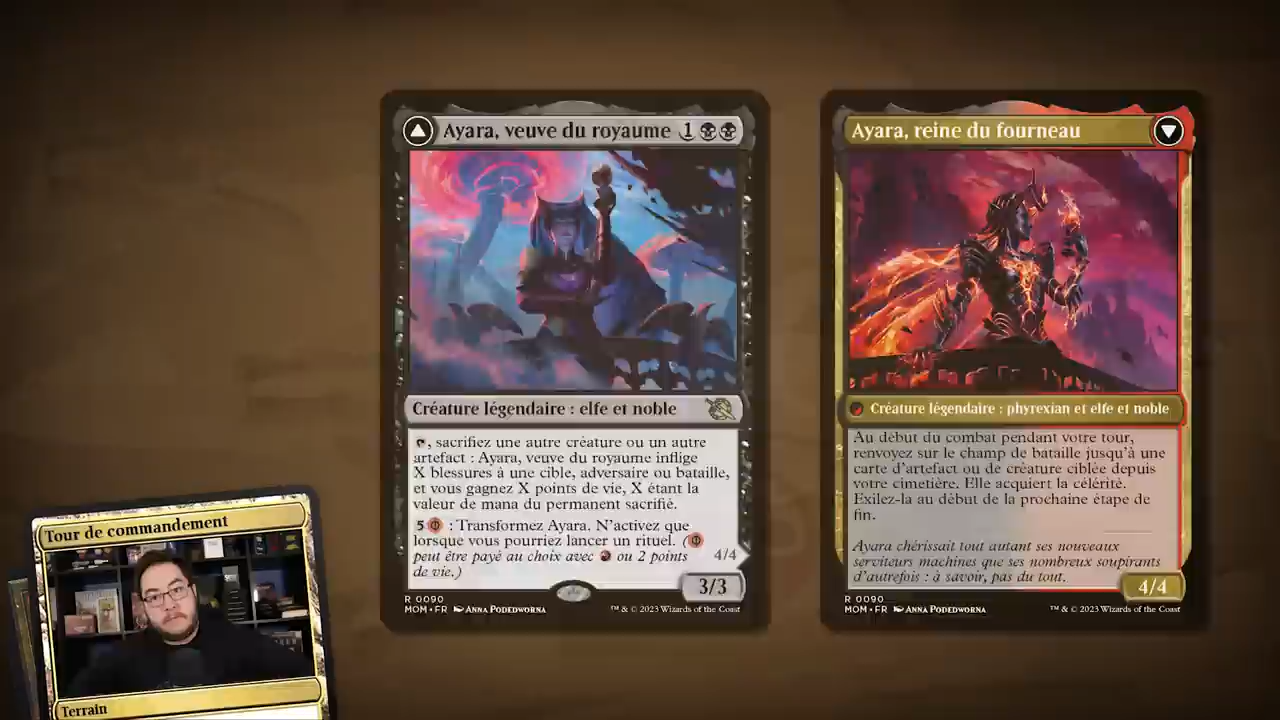 Ayara, veuve du royaume 1
Créature légendaire : elfe et noble
, sacrifiez une autre créature ou un autre
artefact : Ayara, veuve du royaume inflige
X blessures à une cible, adversaire ou bataille,
et vous gagnez X points de vie, X étant la
valeur de mana du permanent sacrifié.
5 : Transformez Ayara. N'activez que
lorsque vous pourriez lancer un rituel. (
peut être payé au choix avec ou 2 points
de vie.)
4/4
3/3
R 0090
MOM • FR Anna Podedworna
™ & © 2023 Wizards of the Coast
Ayara, reine du fourneau
Créature légendaire : phyrexian et elfe et noble
Au début du combat pendant votre tour,
renvoyez sur le champ de bataille jusqu'à une
carte d'artefact ou de créature ciblée depuis
votre cimetière. Elle acquiert la célérité.
Exilez-la au début de la prochaine étape de
fin.
Ayara chérissait tout autant ses nouveaux
serviteurs machines que ses nombreux soupirants
d'autrefois : à savoir, pas du tout.
4/4
R 0090
MOM • FR Anna Podedworna
™ & © 2023 Wizards of the Coast
Tour de commandement
Terrain